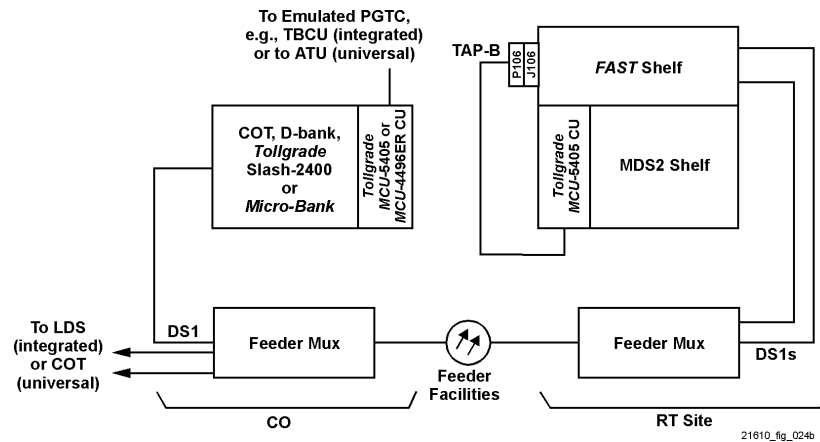 To Emulated PGTC,
e.g., TBCU (integrated)
or to ATU (universal)
TAP-B
P106
J106
FAST Shelf
COT, D-bank,
Tollgrade
Slash-2400
or
Micro-Bank
Tollgrade
MCU-5405 or
MCU-4496ER CU
Tollgrade
MCU-5405 CU
MDS2 Shelf
To LDS
(integrated)
or COT
(universal)
DS1
Feeder Mux
Feeder
Facilities
Feeder Mux
DS1s
CO
RT Site
21610_fig_024b